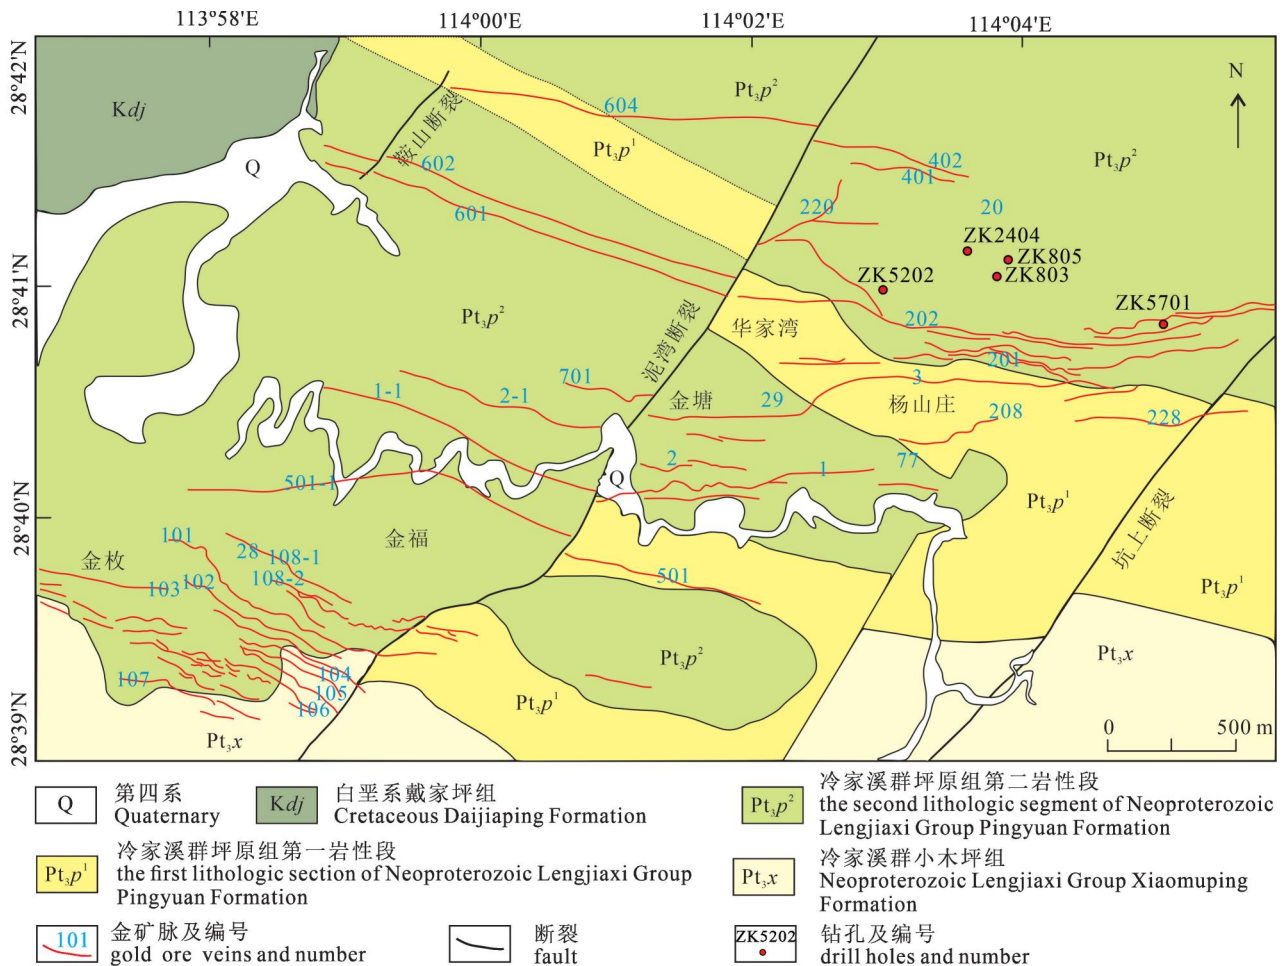 113°58'E
114°00'E
114°02'E
114°04'E
28°42'N
28°41'N
28°40'N
28°39'N
N
Kdj
Q
鞍山断裂
604
Pt₃p²
Pt₃p¹
602
601
402
401
Pt₃p²
220
20
ZK2404
ZK805
ZK803
ZK5202
ZK5701
Pt₃p²
泥湾断裂
华家湾
202
201
1-1
2-1
701
金塘
29
3
杨山庄
208
228
2
1
77
501-1
Q
Pt₃p¹
坑上断裂
101
28
108-1
金福
金枚
103
102
108-2
501
Pt₃p¹
107
104
105
106
Pt₃p²
Pt₃x
Pt₃p¹
Pt₃x
0
500 m
Q
第四系
Quaternary
Kdj
白垩系戴家坪组
Cretaceous Daijiaping Formation
Pt₃p²
冷家溪群坪原组第二岩性段
the second lithologic segment of Neoproterozoic
Lengjiaxi Group Pingyuan Formation
Pt₃p¹
冷家溪群坪原组第一岩性段
the first lithologic section of Neoproterozoic Lengjiaxi Group
Pingyuan Formation
Pt₃x
冷家溪群小木坪组
Neoproterozoic Lengjiaxi Group Xiaomuping
Formation
101
金矿脉及编号
gold ore veins and number
断裂
fault
ZK5202
钻孔及编号
drill holes and number